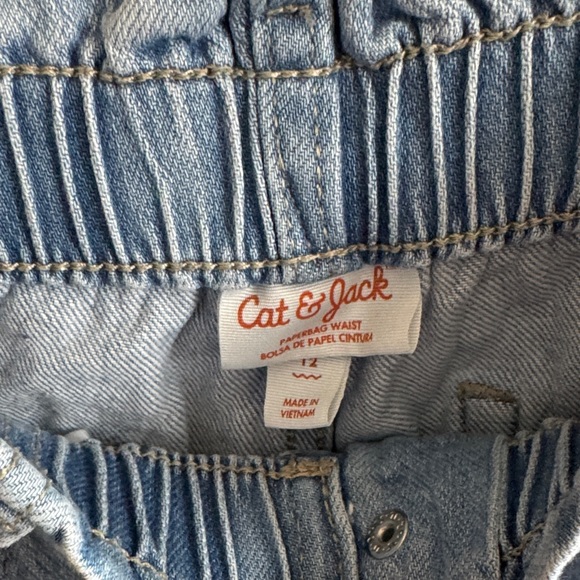 Cat & Jack
PAPERBAG WAIST
BOLSA DE PAPEL CINTURA
12
MADE IN
VIETNAM